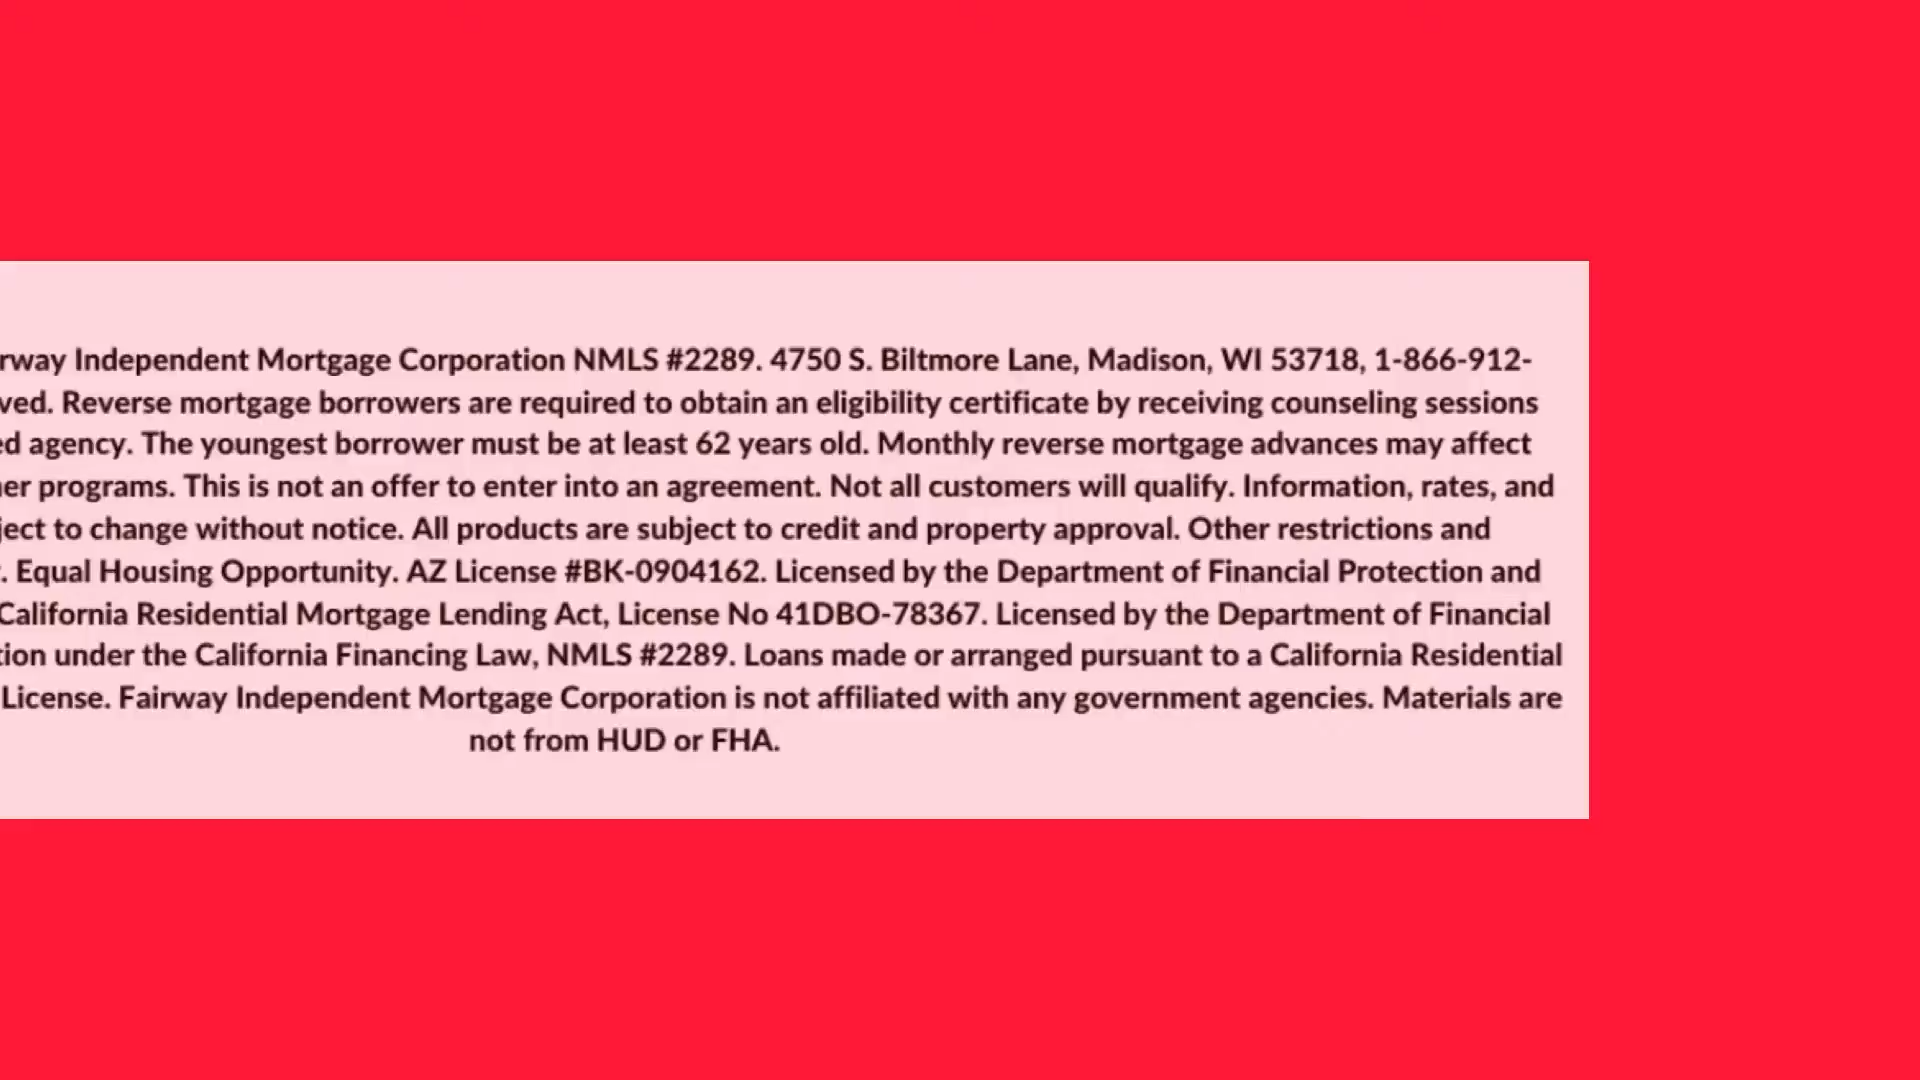 rway Independent Mortgage Corporation NMLS #2289. 4750 S. Biltmore Lane, Madison, WI 53718, 1-866-912-
ved. Reverse mortgage borrowers are required to obtain an eligibility certificate by receiving counseling sessions
ed agency. The youngest borrower must be at least 62 years old. Monthly reverse mortgage advances may affect
er programs. This is not an offer to enter into an agreement. Not all customers will qualify. Information, rates, and
ject to change without notice. All products are subject to credit and property approval. Other restrictions and
. Equal Housing Opportunity. AZ License #BK-0904162. Licensed by the Department of Financial Protection and
California Residential Mortgage Lending Act, License No 41DBO-78367. Licensed by the Department of Financial
tion under the California Financing Law, NMLS #2289. Loans made or arranged pursuant to a California Residential
License. Fairway Independent Mortgage Corporation is not affiliated with any government agencies. Materials are
not from HUD or FHA.